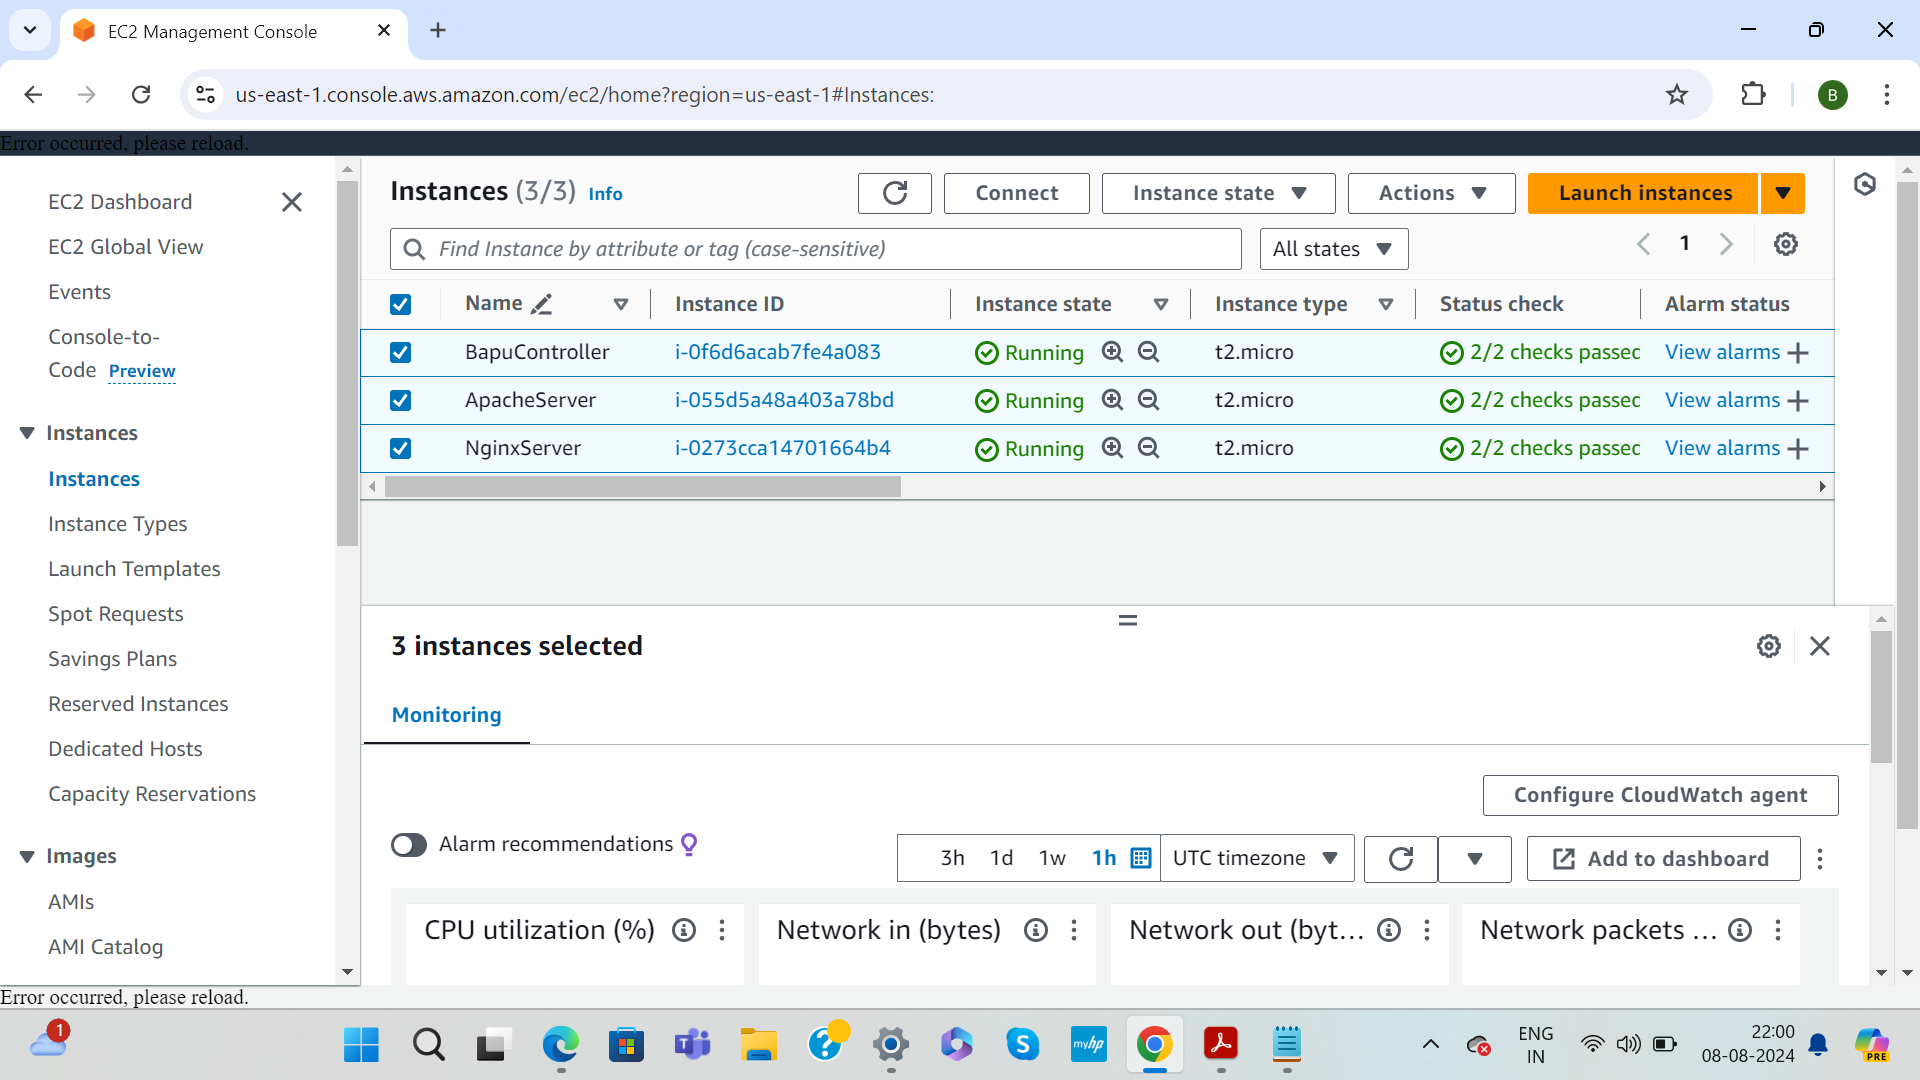 EC2 Management Console
us-east-1.console.aws.amazon.com/ec2/home?region=us-east-1#Instances:
B
Error occurred, please reload.
EC2 Dashboard
EC2 Global View
Events
Console-to-
Code Preview
Instances
Instances
Instance Types
Launch Templates
Spot Requests
Savings Plans
Reserved Instances
Dedicated Hosts
Capacity Reservations
Images
AMIs
AMI Catalog
Instances (3/3) Info
Connect
Instance state
Actions
Launch instances
Find Instance by attribute or tag (case-sensitive)
All states
1
Name Instance ID Instance state Instance type Status check Alarm status
BapuController i-0f6d6acab7fe4a083 Running t2.micro 2/2 checks passec View alarms
ApacheServer i-055d5a48a403a78bd Running t2.micro 2/2 checks passec View alarms
NginxServer i-0273cca14701664b4 Running t2.micro 2/2 checks passec View alarms
3 instances selected
Monitoring
Configure CloudWatch agent
Alarm recommendations
3h 1d 1w 1h UTC timezone
Add to dashboard
CPU utilization (%) Network in (bytes) Network out (byt... Network packets ...
Error occurred, please reload.
1
myhp
ENG
IN
22:00
08-08-2024
PRE